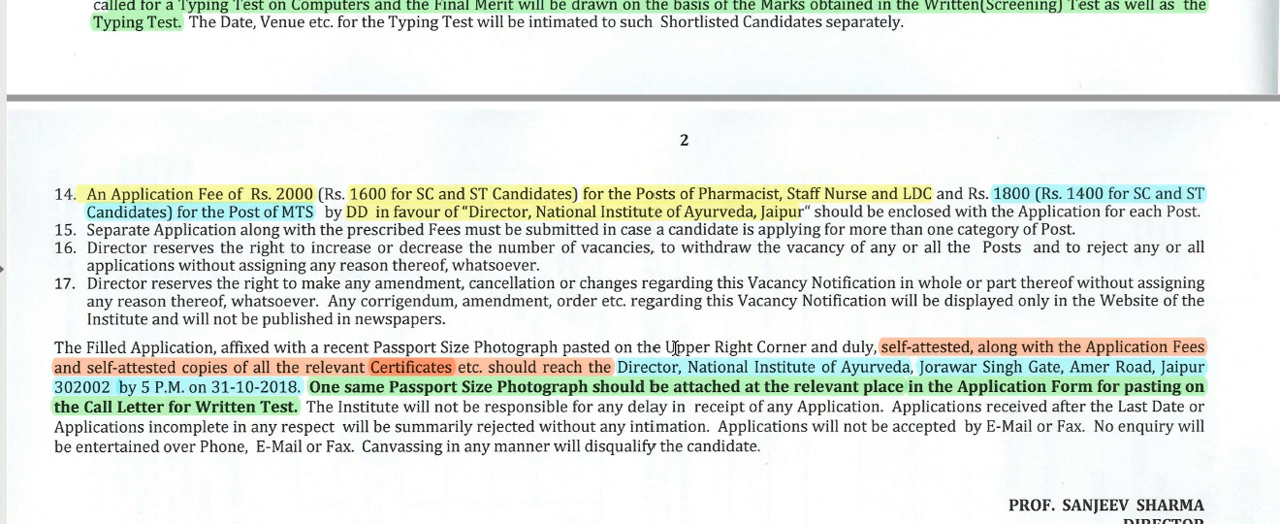 called for a Typing Test on Computers and the Final Merit will be drawn on the basis of the Marks obtained in the Written(Screening) Test as well as the
Typing Test. The Date, Venue etc. for the Typing Test will be intimated to such Shortlisted Candidates separately.
2
14. An Application Fee of Rs. 2000 (Rs. 1600 for SC and ST Candidates) for the Posts of Pharmacist, Staff Nurse and LDC and Rs. 1800 (Rs. 1400 for SC and ST
Candidates) for the Post of MTS by DD in favour of "Director, National Institute of Ayurveda, Jaipur" should be enclosed with the Application for each Post.
15. Separate Application along with the prescribed Fees must be submitted in case a candidate is applying for more than one category of Post.
16. Director reserves the right to increase or decrease the number of vacancies, to withdraw the vacancy of any or all the Posts and to reject any or all
applications without assigning any reason thereof, whatsoever.
17. Director reserves the right to make any amendment, cancellation or changes regarding this Vacancy Notification in whole or part thereof without assigning
any reason thereof, whatsoever. Any corrigendum, amendment, order etc. regarding this Vacancy Notification will be displayed only in the Website of the
Institute and will not be published in newspapers.
The Filled Application, affixed with a recent Passport Size Photograph pasted on the Upper Right Corner and duly, self-attested, along with the Application Fees
and self-attested copies of all the relevant Certificates etc. should reach the Director, National Institute of Ayurveda, Jorawar Singh Gate, Amer Road, Jaipur
302002 by 5 P.M. on 31-10-2018. One same Passport Size Photograph should be attached at the relevant place in the Application Form for pasting on
the Call Letter for Written Test. The Institute will not be responsible for any delay in receipt of any Application. Applications received after the Last Date or
Applications incomplete in any respect will be summarily rejected without any intimation. Applications will not be accepted by E-Mail or Fax. No enquiry will
be entertained over Phone, E-Mail or Fax. Canvassing in any manner will disqualify the candidate.
PROF. SANJEEV SHARMA
DIRECTOR